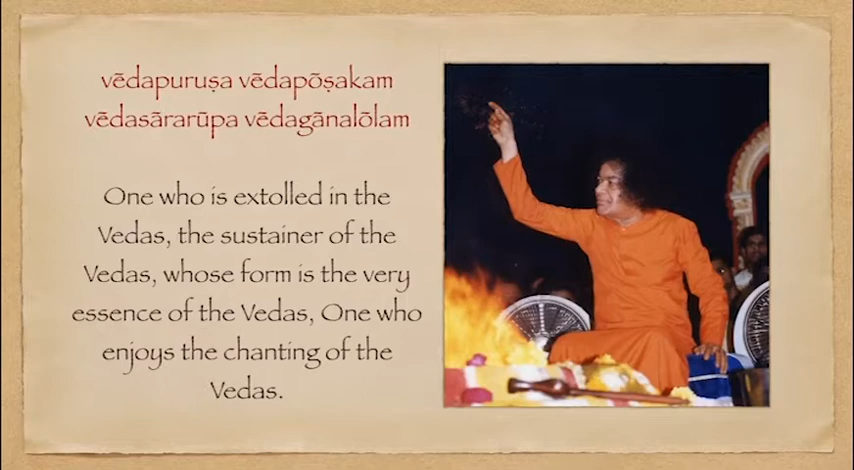 vēdapuruṣa vēdapōṣakam
vēdasārarūpa vēdagānalōlam
One who is extolled in the
Vedas, the sustainer of the
Vedas, whose form is the very
essence of the Vedas, One who
enjoys the chanting of the
Vedas.